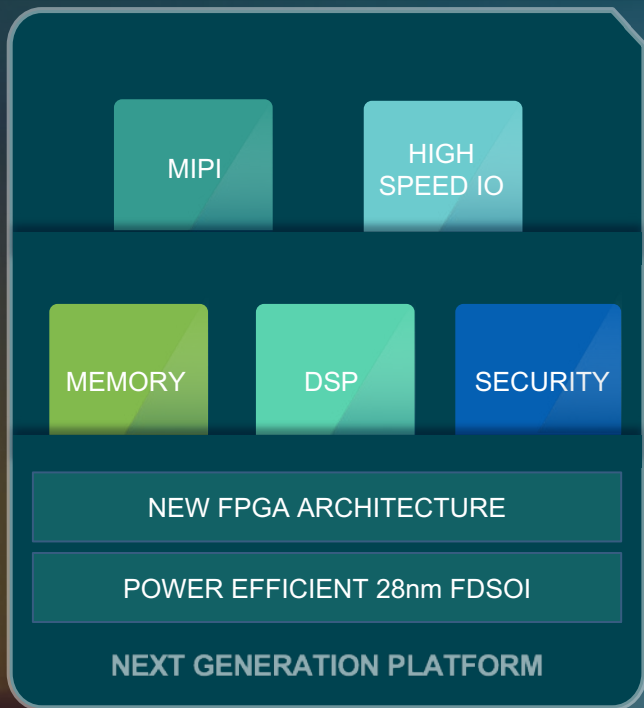 MIPI
HIGH
SPEED IO
MEMORY
DSP
SECURITY
NEW FPGA ARCHITECTURE
POWER EFFICIENT 28nm FDSOI
NEXT GENERATION PLATFORM